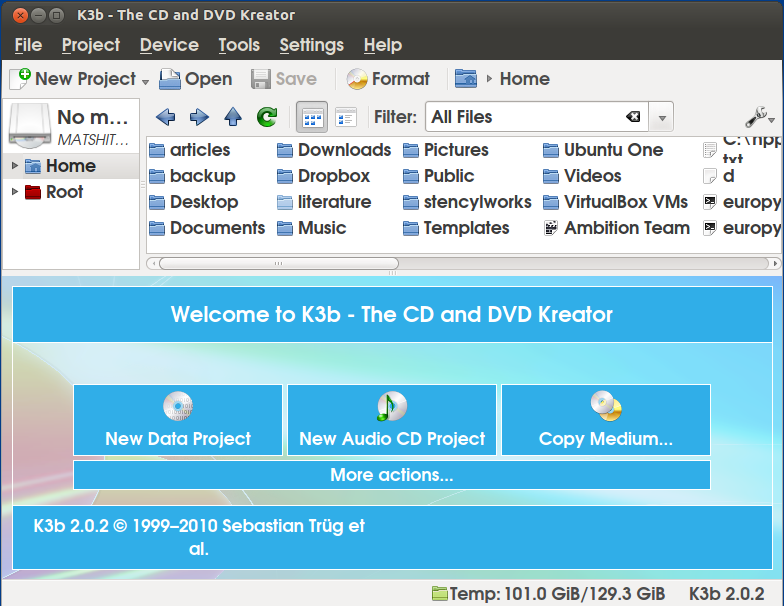 K3b - The CD and DVD Kreator
File Project Device Tools Settings Help
New Project Open Save Format Home
No m...
MATSHIT...
Home
Root
Filter: All Files
articles Downloads Pictures Ubuntu One
backup Dropbox Public Videos d
Desktop literature stencylworks VirtualBox VMs europy
Documents Music Templates Ambition Team europy
Welcome to K3b - The CD and DVD Kreator
New Data Project New Audio CD Project Copy Medium...
More actions...
K3b 2.0.2 © 1999–2010 Sebastian Trüg et
al.
Temp: 101.0 GiB/129.3 GiB K3b 2.0.2